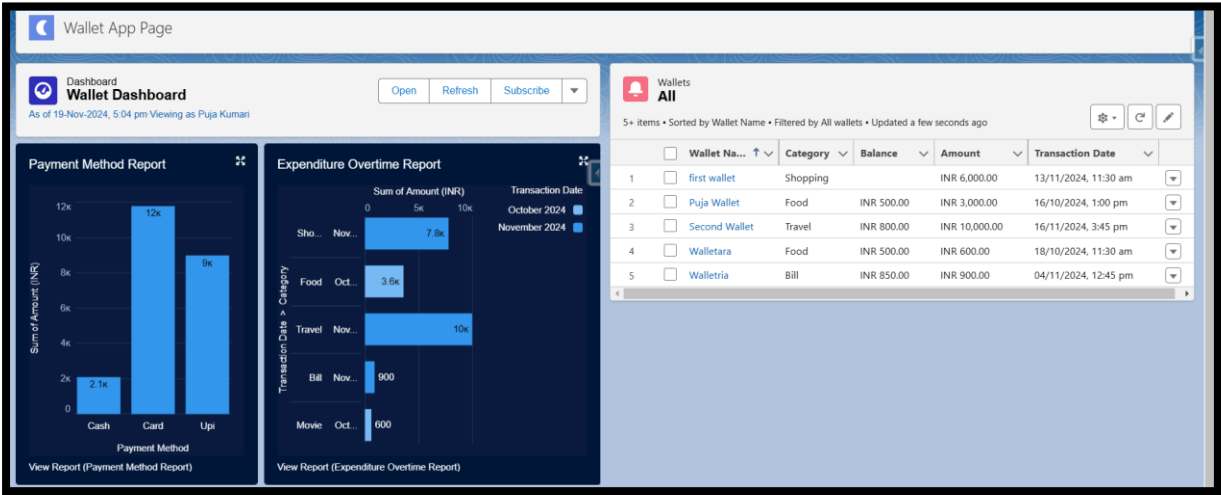 Wallet App Page
Dashboard
Wallet Dashboard
As of 19-Nov-2024, 5:04 pm·Viewing as Puja Kumari
Open Refresh Subscribe
Payment Method Report
Sum of Amount (INR)
12K
10K
8K
6K
4K
2K
0
2.1K
12K
9K
Cash Card Upi
Payment Method
View Report (Payment Method Report)
Expenditure Overtime Report
Sum of Amount (INR)
0 5K 10K
Transaction Date
October 2024
November 2024
Transaction Date > Category
Sho... Nov... 7.8K
Food Oct... 3.6K
Travel Nov... 10K
Bill Nov... 900
Movie Oct... 600
View Report (Expenditure Overtime Report)
Wallets
All
5+ items • Sorted by Wallet Name • Filtered by All wallets • Updated a few seconds ago
Wallet Na... ↑ Category Balance Amount Transaction Date
1 first wallet Shopping INR 6,000.00 13/11/2024, 11:30 am
2 Puja Wallet Food INR 500.00 INR 3,000.00 16/10/2024, 1:00 pm
3 Second Wallet Travel INR 800.00 INR 10,000.00 16/11/2024, 3:45 pm
4 Walletara Food INR 500.00 INR 600.00 18/10/2024, 11:30 am
5 Walletria Bill INR 850.00 INR 900.00 04/11/2024, 12:45 pm